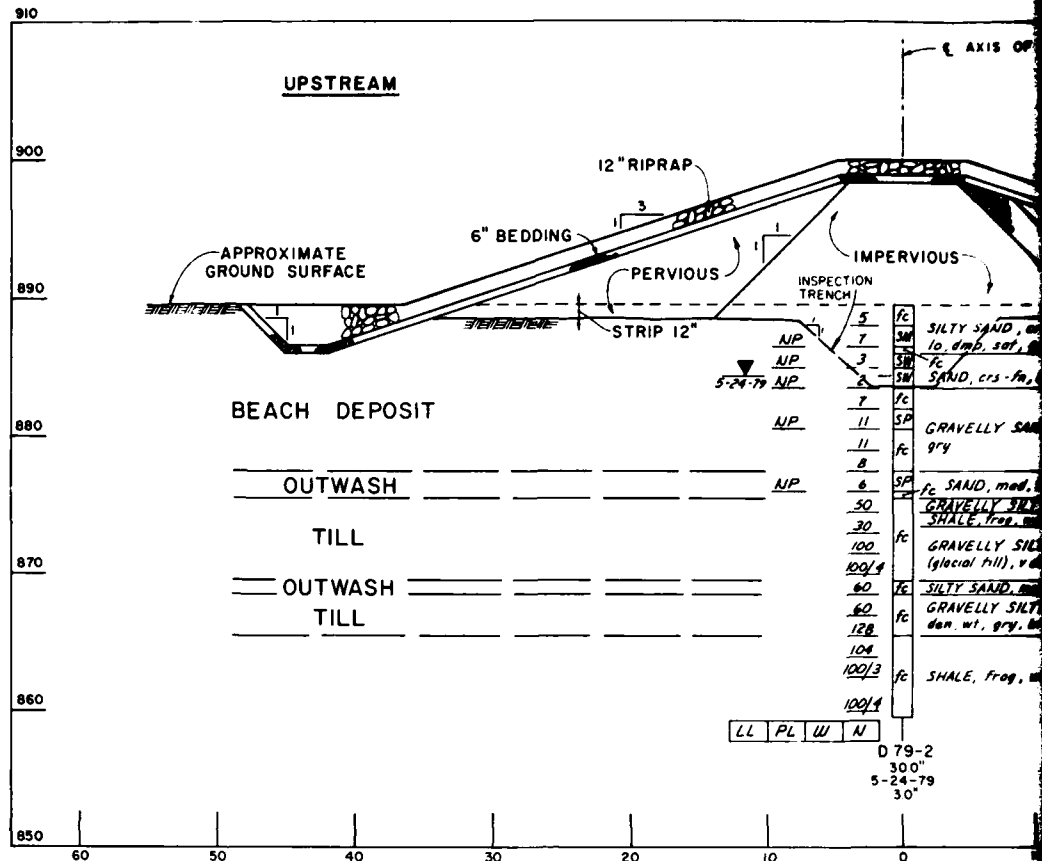 910
℄ AXIS OF
UPSTREAM
900
12" RIPRAP
3
1
6" BEDDING
1
1
APPROXIMATE
GROUND SURFACE
PERVIOUS
IMPERVIOUS
INSPECTION
TRENCH
890
1
1
STRIP 12"
1
1
5 fc
SILTY SAND,
NP 7 SM
lo, dmp, sat,
NP 3 SW fc
5-24-79 NP 2 SW SAND, crs-fn,
7 fc
BEACH DEPOSIT
880
NP 11 SP GRAVELLY
gry
11 fc
8
OUTWASH NP 6 SP fc SAND, med,
50 GRAVELLY
30 SHALE, frag,
TILL
fc
100 GRAVELLY
870
100/4 (glacial till), v
OUTWASH 60 fc SILTY SAND,
TILL 60 fc GRAVELLY
128 den, wt, gry,
104
100/3 fc SHALE, frag,
860
100/4
LL PL W N
D 79-2
300"
5-24-79
30"
850
60 50 40 30 20 10 0